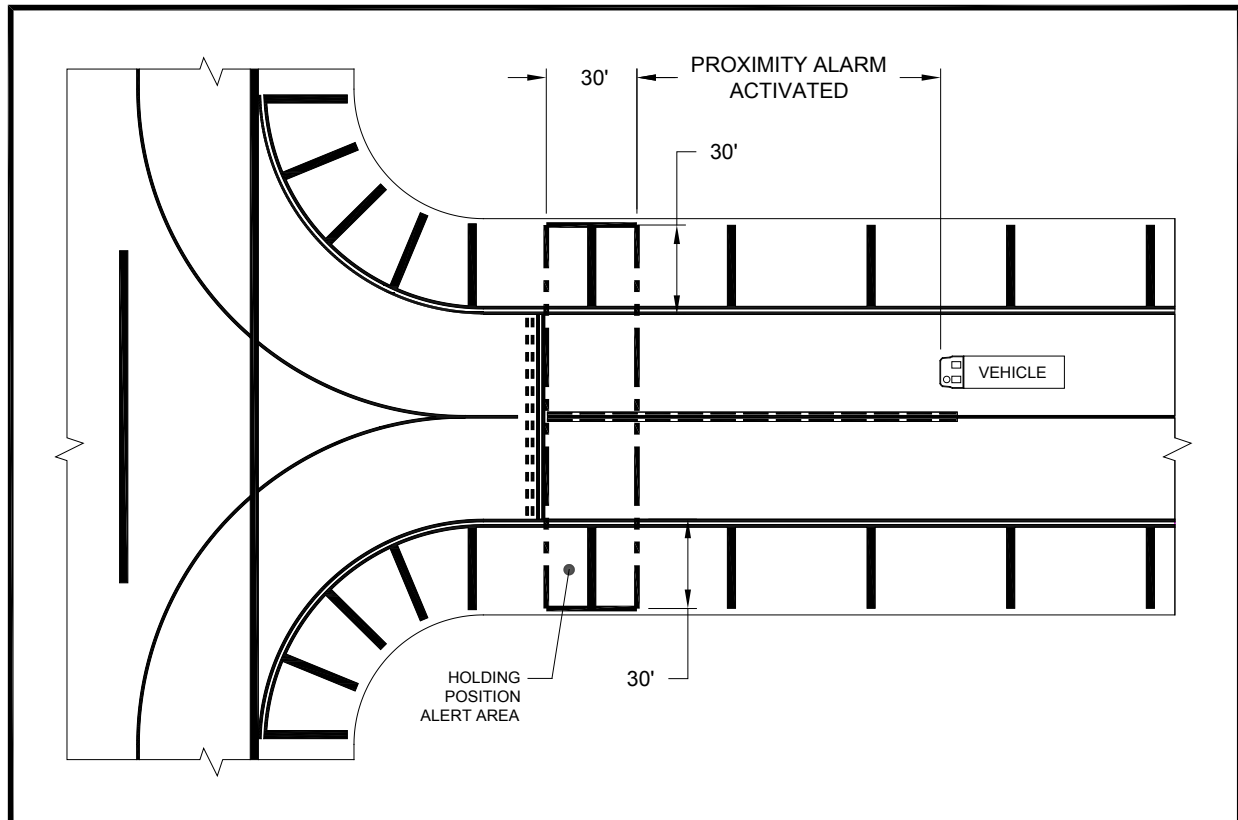 30'
PROXIMITY ALARM
ACTIVATED
30'
VEHICLE
HOLDING
POSITION
ALERT AREA
30'